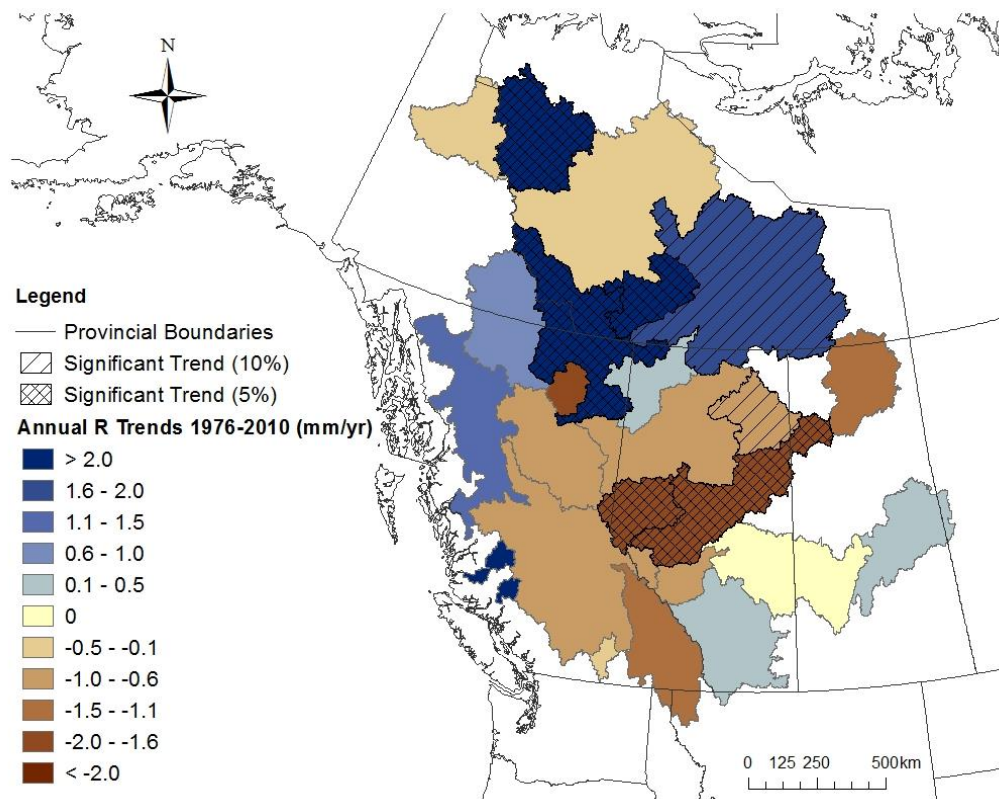 N
Legend
Provincial Boundaries
Significant Trend (10%)
Significant Trend (5%)
Annual R Trends 1976-2010 (mm/yr)
> 2.0
1.6 - 2.0
1.1 - 1.5
0.6 - 1.0
0.1 - 0.5
0
-0.5 - -0.1
-1.0 - -0.6
-1.5 - -1.1
-2.0 - -1.6
< -2.0
0 125 250 500km